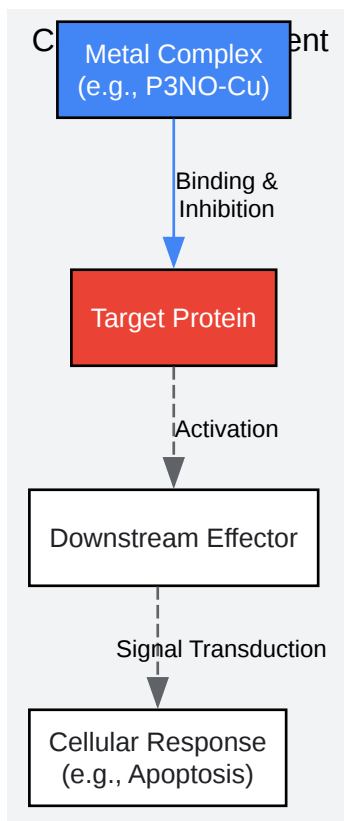 Metal Complex
(e.g., P3NO-Cu)
Binding &
Inhibition
Target Protein
Activation
Downstream Effector
Signal Transduction
Cellular Response
(e.g., Apoptosis)